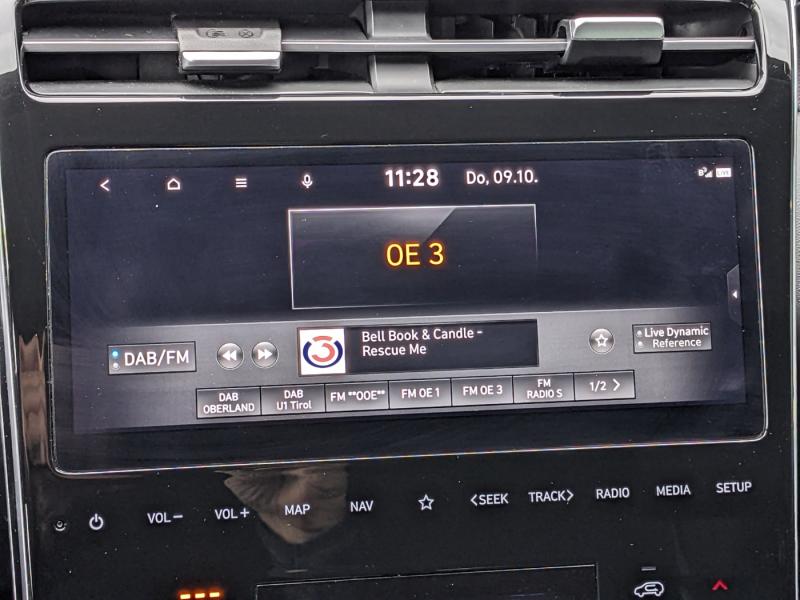 11:28 Do, 09.10.
LIVE
OE 3
DAB/FM
3
Bell Book & Candle -
Rescue Me
Live Dynamic
Reference
DAB
OBERLAND
DAB
U1 Tirol
FM **OOE**
FM OE 1
FM OE 3
FM
RADIO S
1/2 >
VOL- VOL+ MAP NAV <SEEK TRACK> RADIO MEDIA SETUP